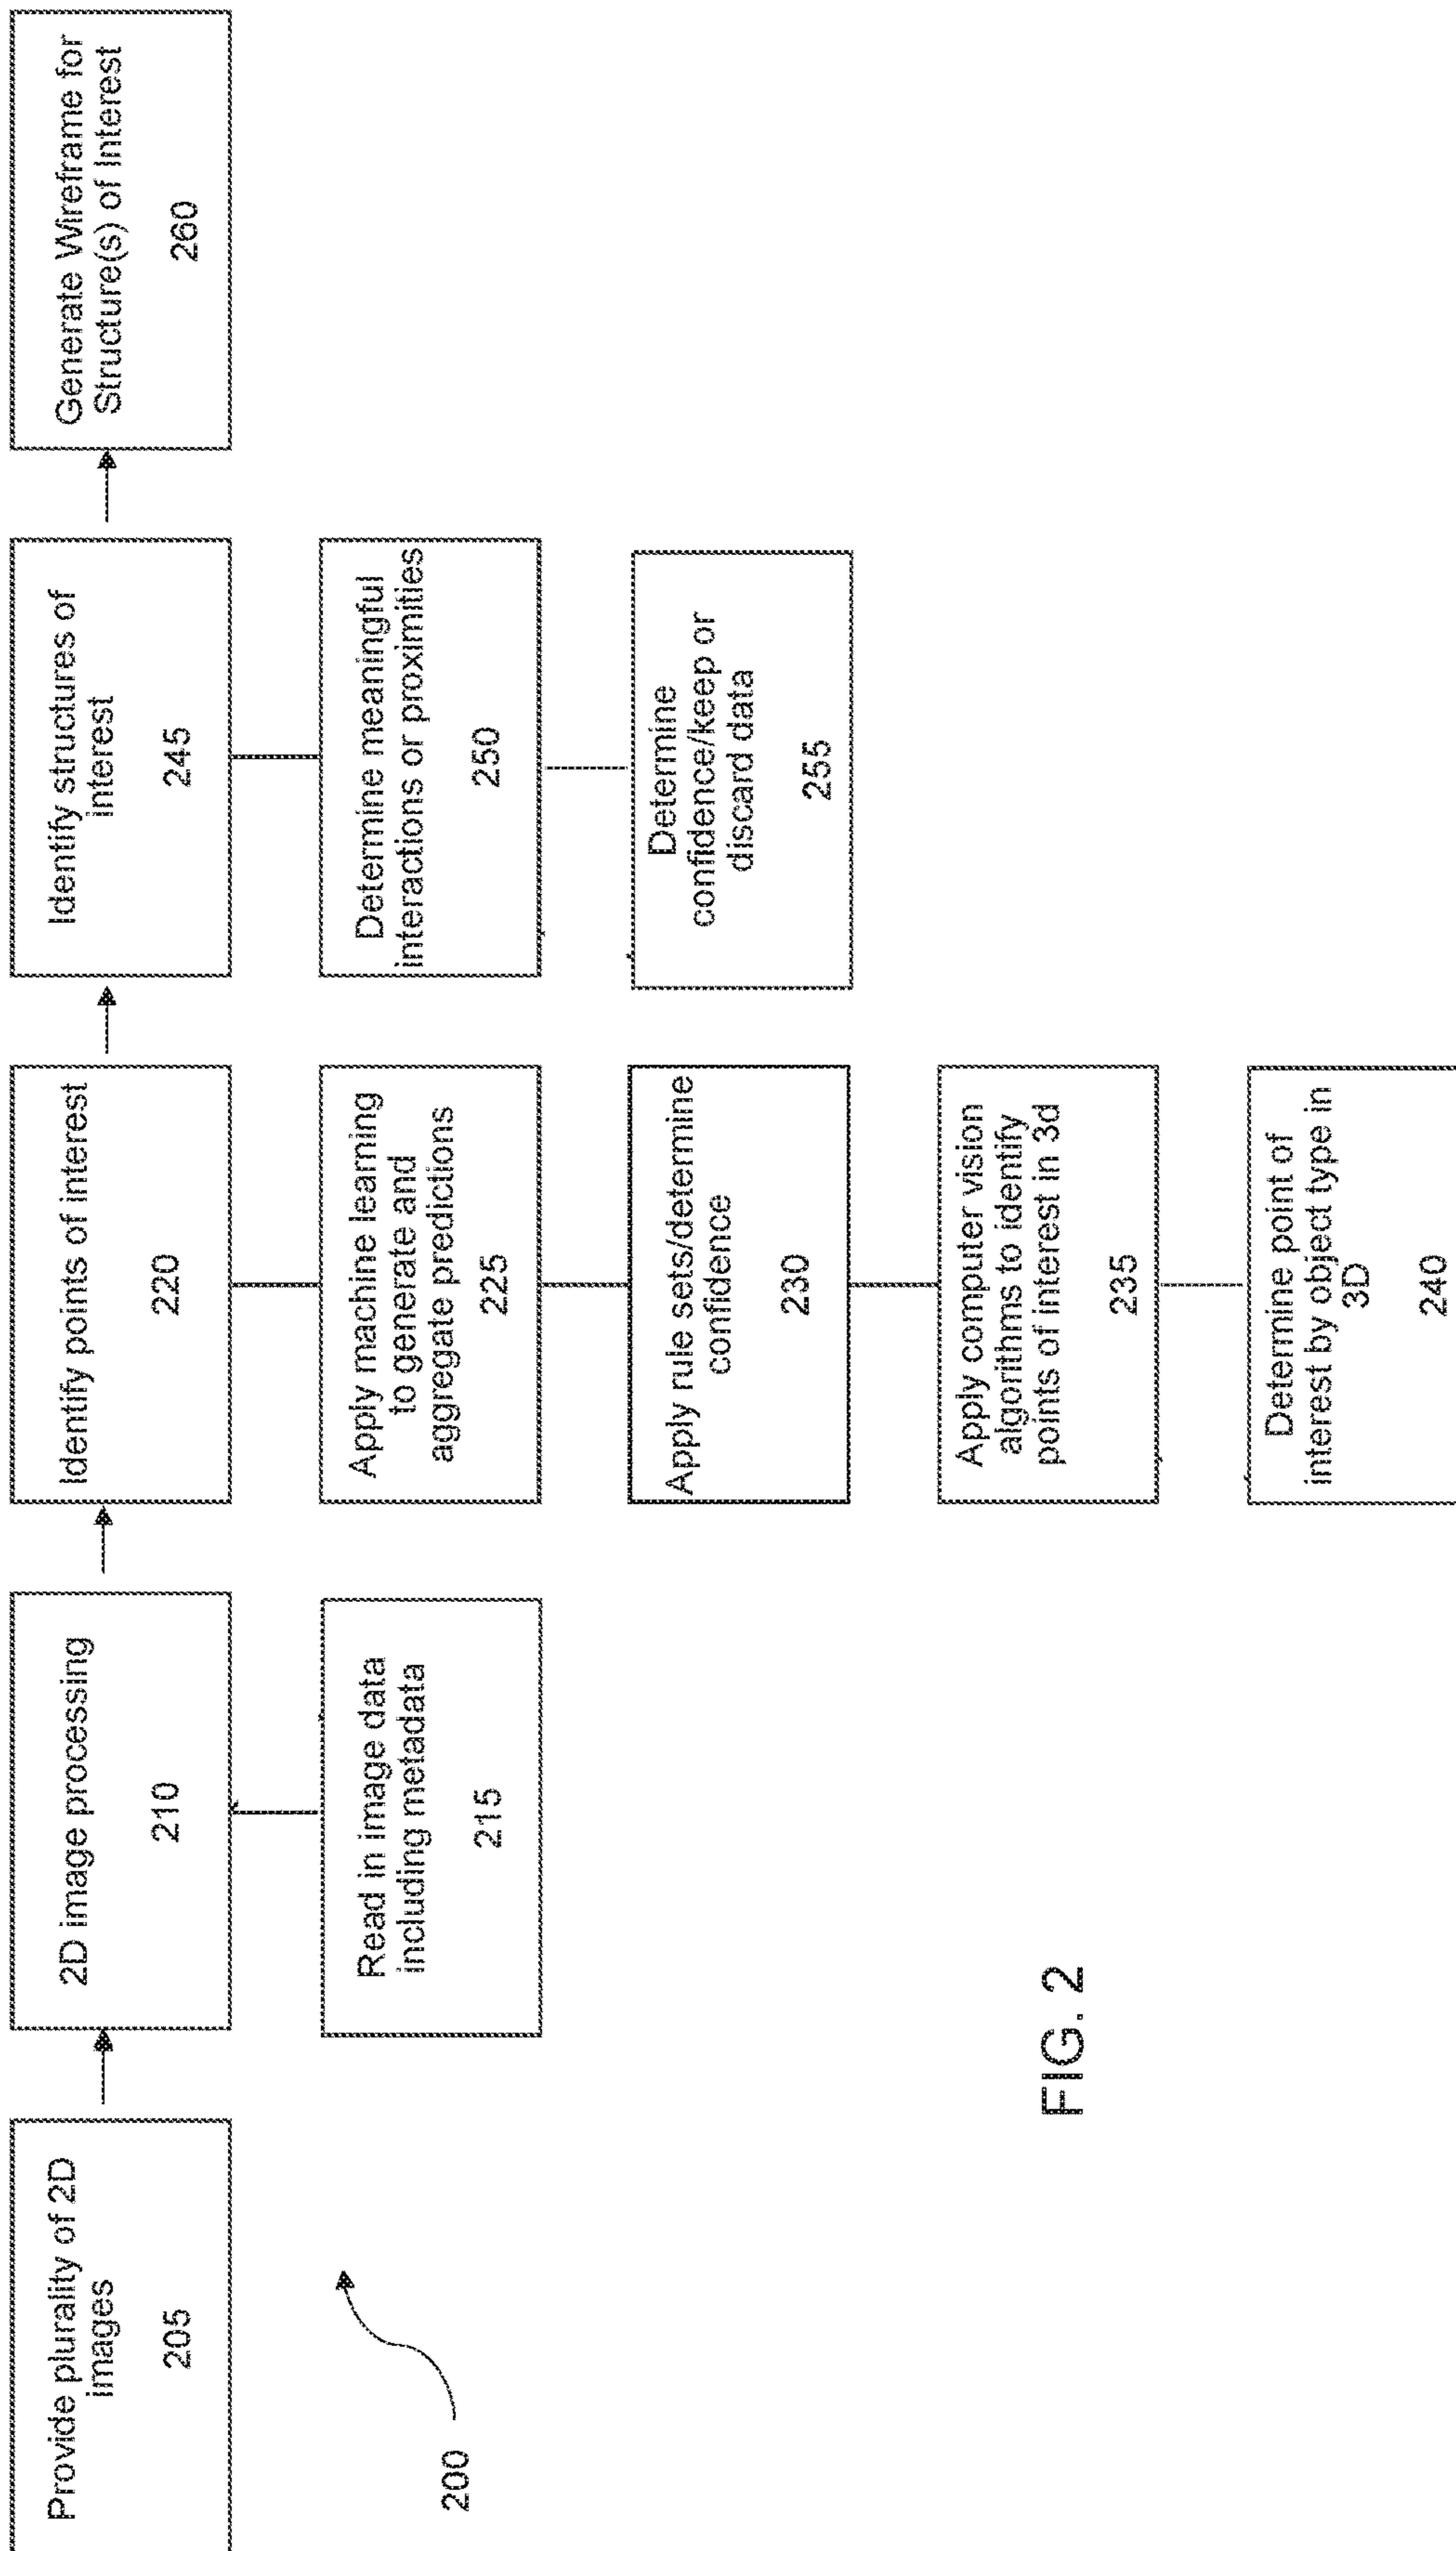 Provide plurality of 2D
images
205
2D image processing
210
Read in image data
including metadata
215
Identify points of interest
220
Apply machine learning
to generate and
aggregate predictions
225
Apply rule sets/determine
confidence
230
Apply computer vision
algorithms to identify
points of interest in 3d
235
Determine point of
interest by object type in
3D
240
Identify structures of
interest
245
Determine meaningful
interactions or proximities
250
Determine
confidence/keep or
discard data
255
Generate Wireframe for
Structure(s) of Interest
260
200
FIG. 2